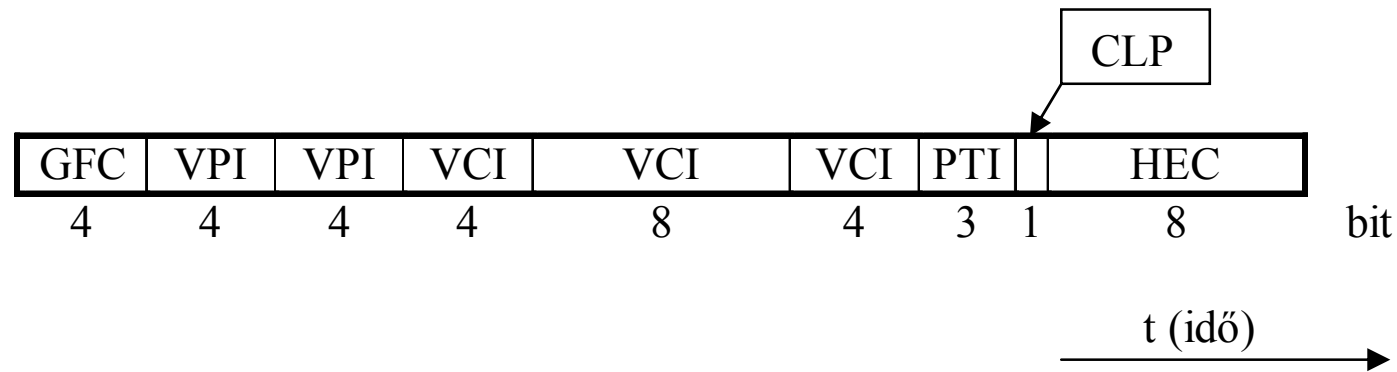 CLP
GFC VPI VPI VCI VCI VCI PTI HEC
4 4 4 4 8 4 3 1 8 bit
t (idő)